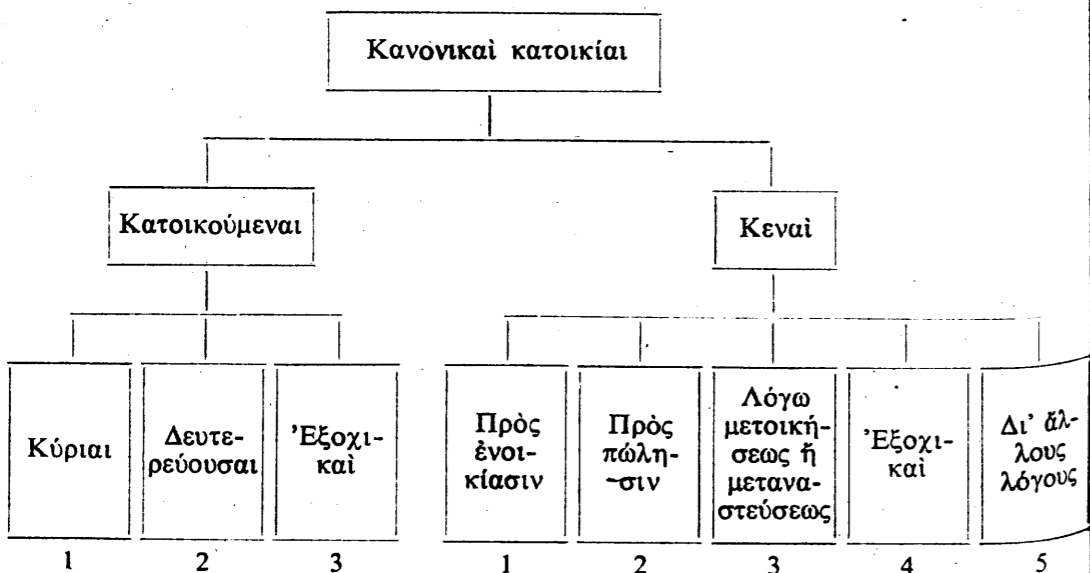 Κανονικαὶ κατοικίαι
Κατοικούμεναι
Κεναὶ
Κύριαι
Δευτε-
ρεύουσαι
Ἐξοχι-
καὶ
Πρὸς
ἐνοι-
κίασιν
Πρὸς
πώλη-
σιν
Λόγω
μετοική-
σεως ἤ
μετανα-
στεύσεως
Ἐξοχι-
καὶ
Δι' ἄλ-
λους
λόγους
1 2 3 1 2 3 4 5